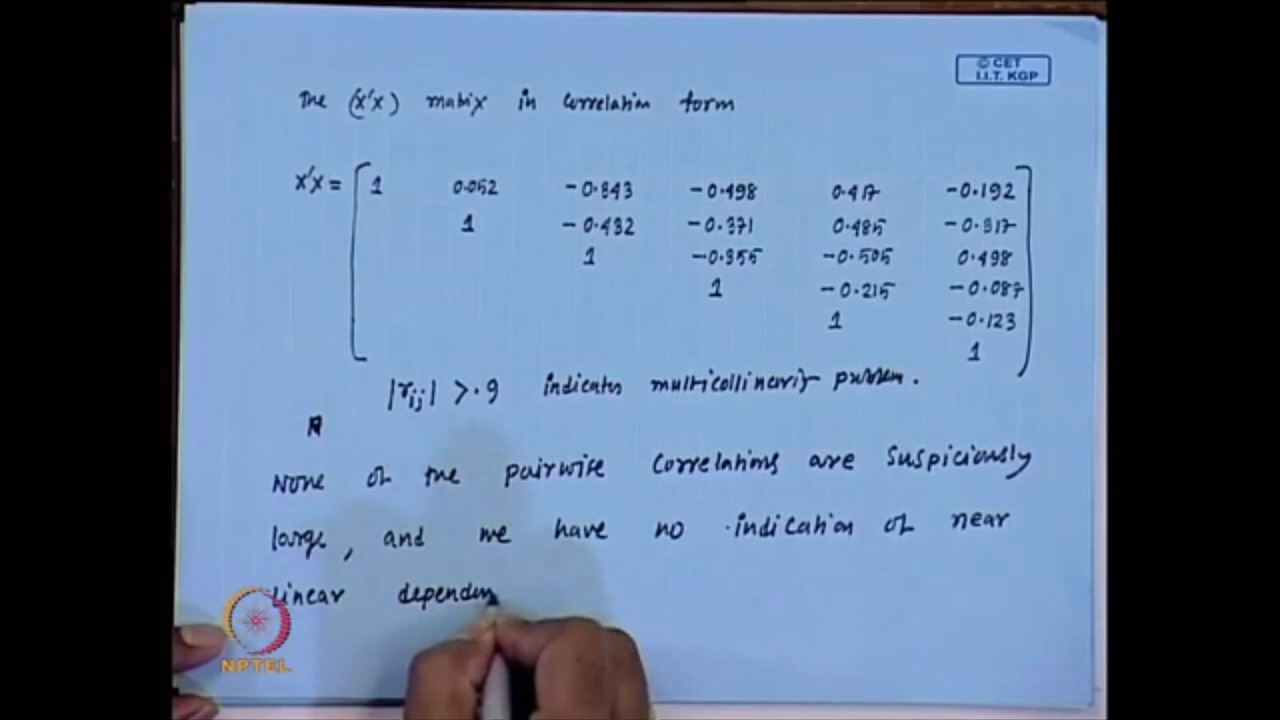 © CET
I.I.T. KGP
The (X'X) matrix in correlation form
X'X = 1 0.052 -0.343 -0.498 0.417 -0.192
1 -0.432 -0.371 0.485 -0.317
1 -0.355 -0.505 0.498
1 -0.215 -0.087
1 -0.123
1
|rij| > .9 indicates multicollinearity problem.
None of the pairwise correlations are suspiciously
large, and we have no indication of near
linear dependen
NPTEL